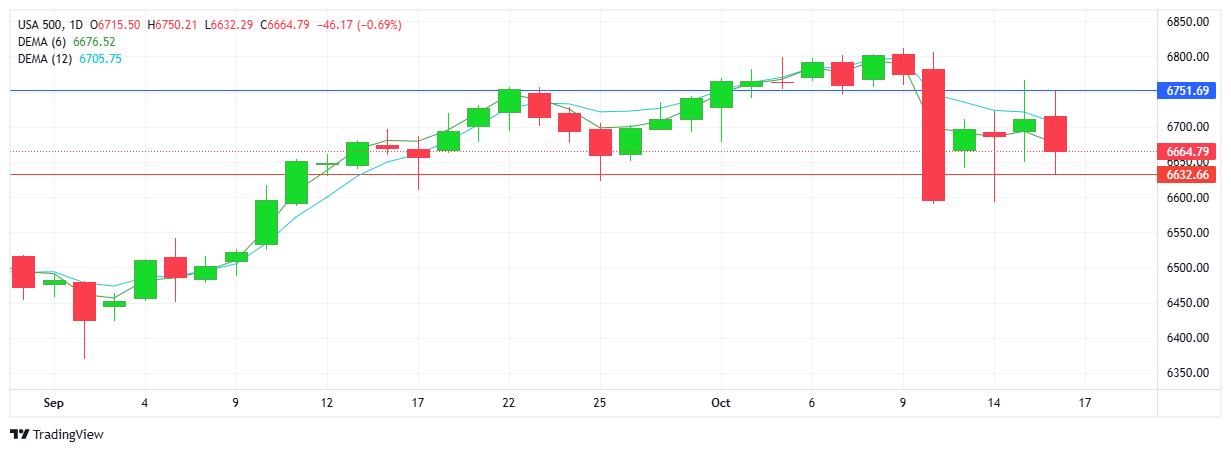 USA 500, 1D O6715.50 H6750.21 L6632.29 C6664.79 −46.17 (−0.69%)
DEMA (6) 6676.52
DEMA (12) 6705.75
6850.00
6800.00
6751.69
6700.00
6664.79
6650.00
6632.66
6600.00
6550.00
6500.00
6450.00
6400.00
6350.00
Sep 4 9 12 17 22 25 Oct 6 9 14 17
TradingView